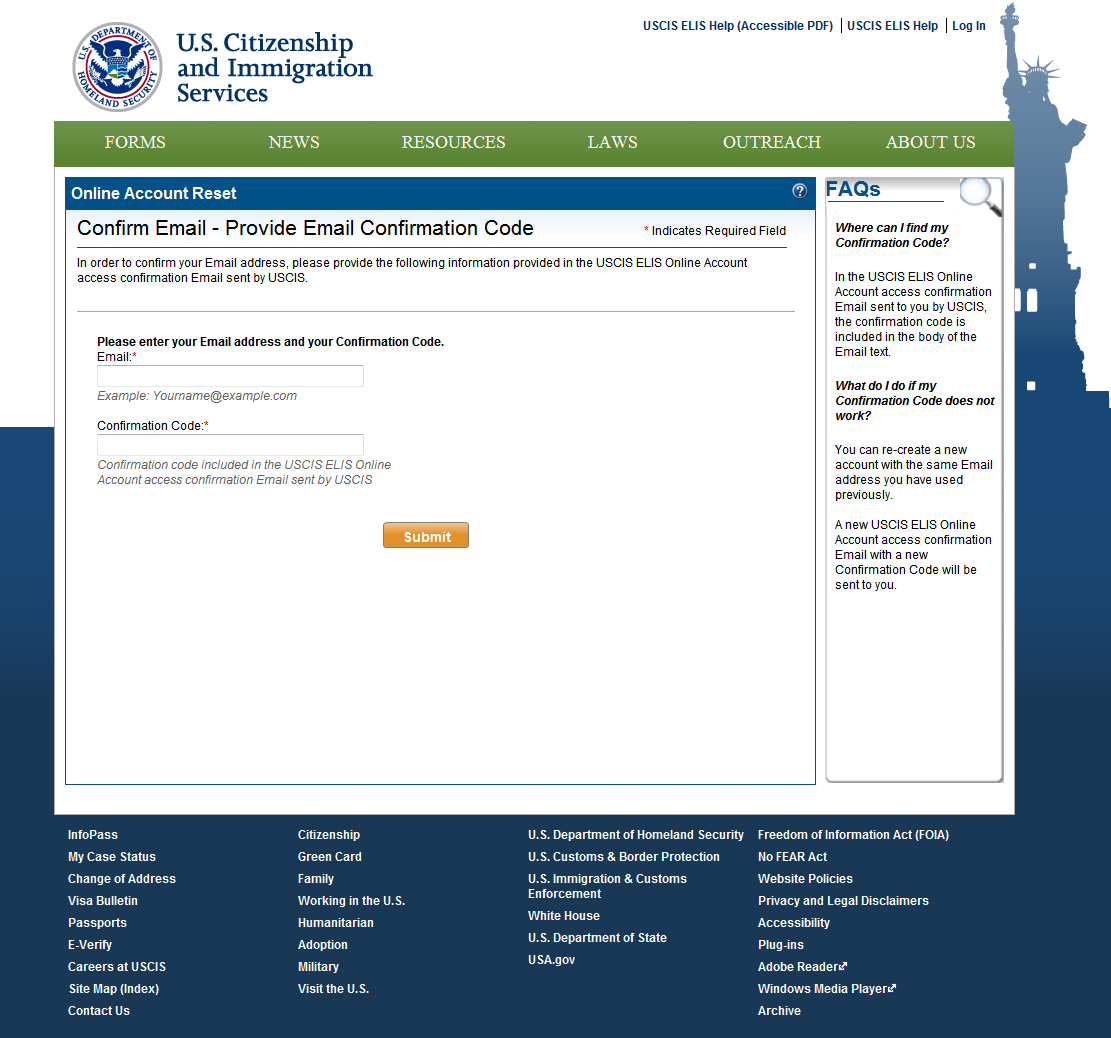 U.S. DEPARTMENT OF HOMELAND SECURITY
U.S. Citizenship
and Immigration
Services
USCIS ELIS Help (Accessible PDF) | USCIS ELIS Help | Log In
FORMS NEWS RESOURCES LAWS OUTREACH ABOUT US
Online Account Reset
?
Confirm Email - Provide Email Confirmation Code
* Indicates Required Field
In order to confirm your Email address, please provide the following information provided in the USCIS ELIS Online Account
access confirmation Email sent by USCIS.
Please enter your Email address and your Confirmation Code.
Email:*
Example: Yourname@example.com
Confirmation Code:*
Confirmation code included in the USCIS ELIS Online
Account access confirmation Email sent by USCIS
Submit
FAQs
Where can I find my
Confirmation Code?
In the USCIS ELIS Online
Account access confirmation
Email sent to you by USCIS,
the confirmation code is
included in the body of the
Email text.
What do I do if my
Confirmation Code does not
work?
You can re-create a new
account with the same Email
address you have used
previously.
A new USCIS ELIS Online
Account access confirmation
Email with a new
Confirmation Code will be
sent to you.
InfoPass
My Case Status
Change of Address
Visa Bulletin
Passports
E-Verify
Careers at USCIS
Site Map (Index)
Contact Us
Citizenship
Green Card
Family
Working in the U.S.
Humanitarian
Adoption
Military
Visit the U.S.
U.S. Department of Homeland Security
U.S. Customs & Border Protection
U.S. Immigration & Customs
Enforcement
White House
U.S. Department of State
USA.gov
Freedom of Information Act (FOIA)
No FEAR Act
Website Policies
Privacy and Legal Disclaimers
Accessibility
Plug-ins
Adobe Reader
Windows Media Player
Archive